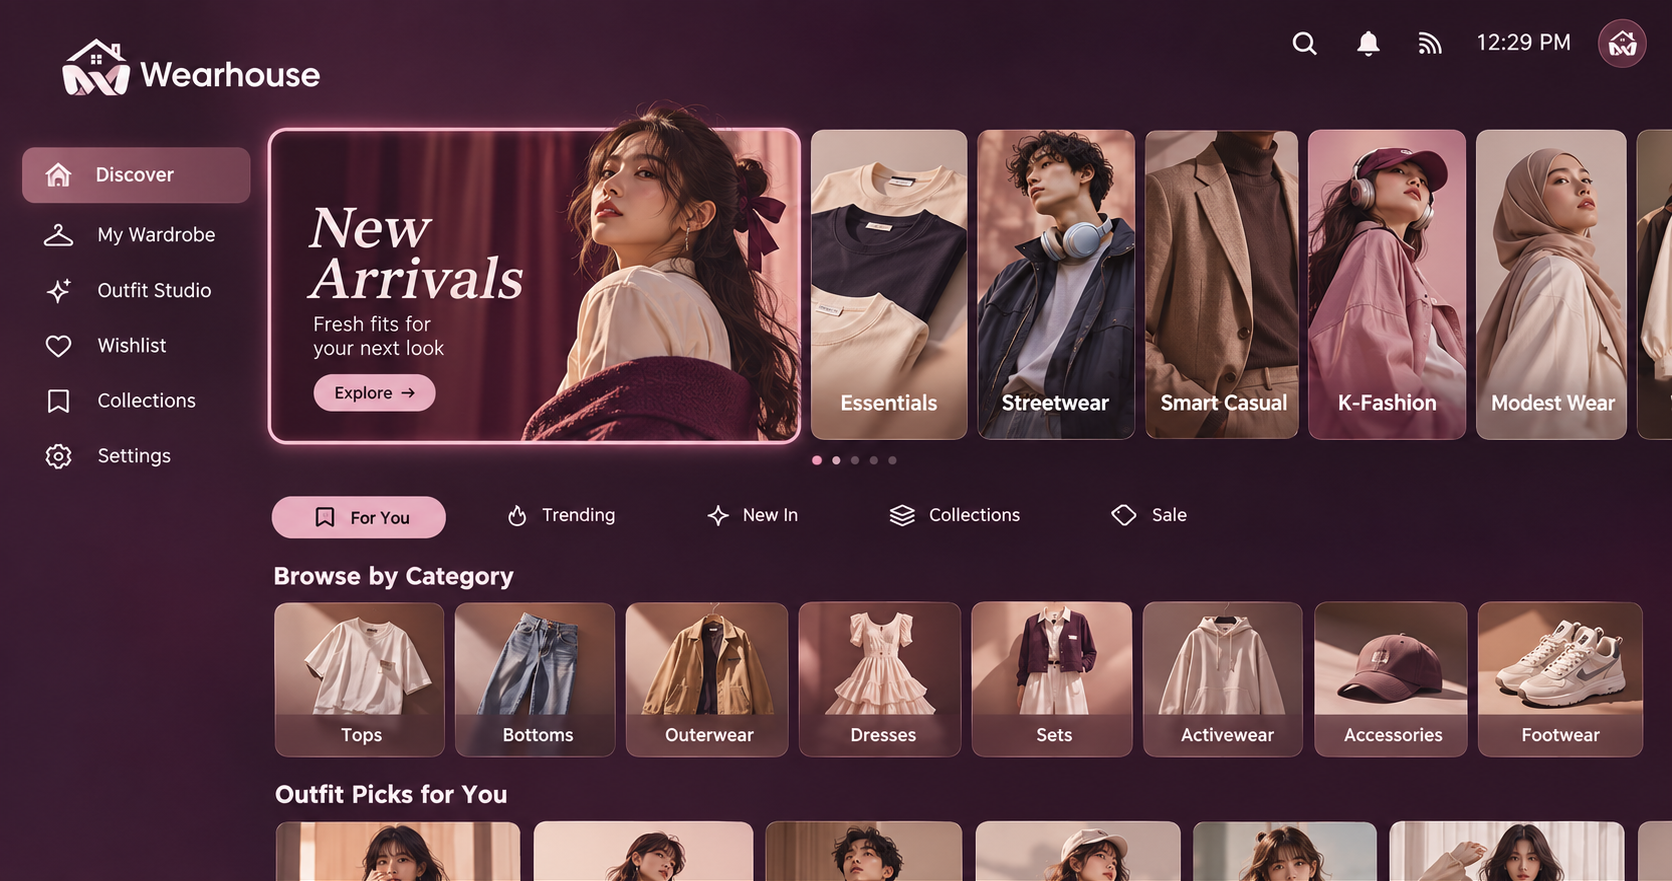 Wearhouse
12:29 PM
Discover
My Wardrobe
Outfit Studio
Wishlist
Collections
Settings
New
Arrivals
Fresh fits for
your next look
Explore →
Essentials
Streetwear
Smart Casual
K-Fashion
Modest Wear
For You
Trending
New In
Collections
Sale
Browse by Category
Tops
Bottoms
Outerwear
Dresses
Sets
Activewear
Accessories
Footwear
Outfit Picks for You